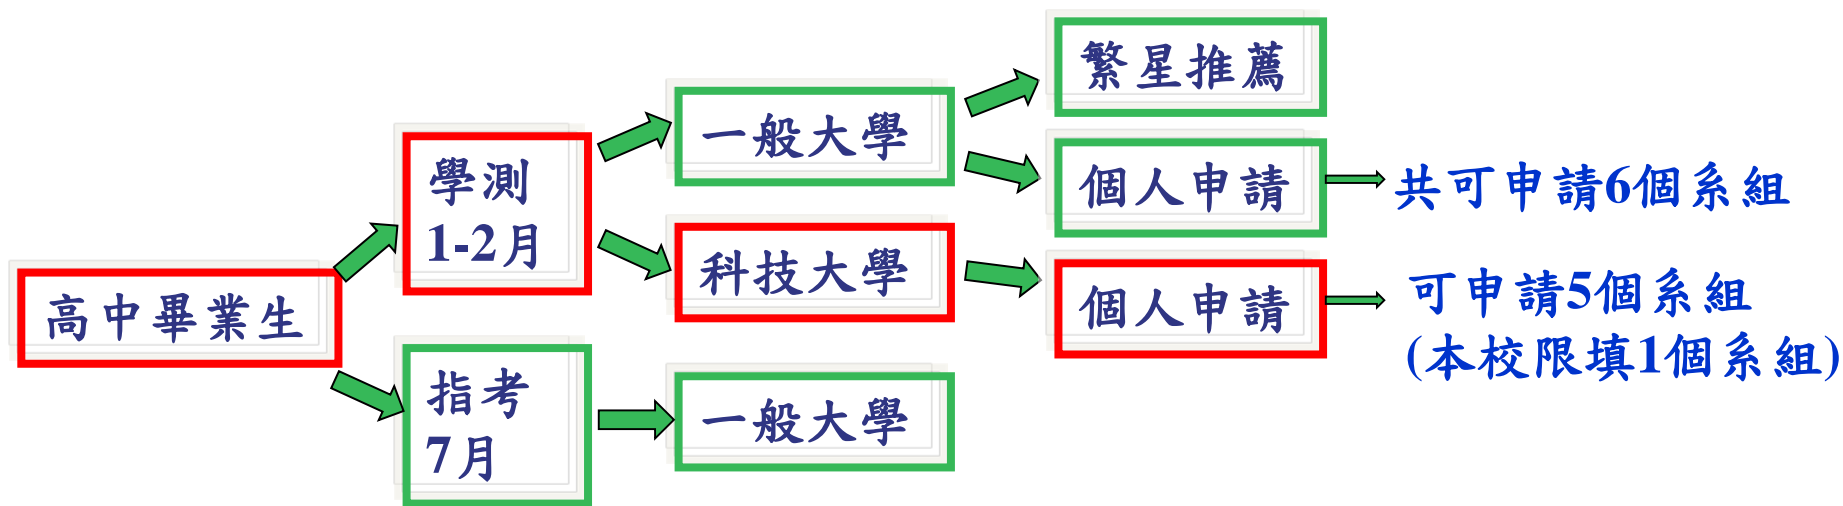 高中畢業生
學測
1-2月
指考
7月
一般大學
科技大學
一般大學
繁星推薦
個人申請
個人申請
共可申請6個系組
可申請5個系組
(本校限填1個系組)